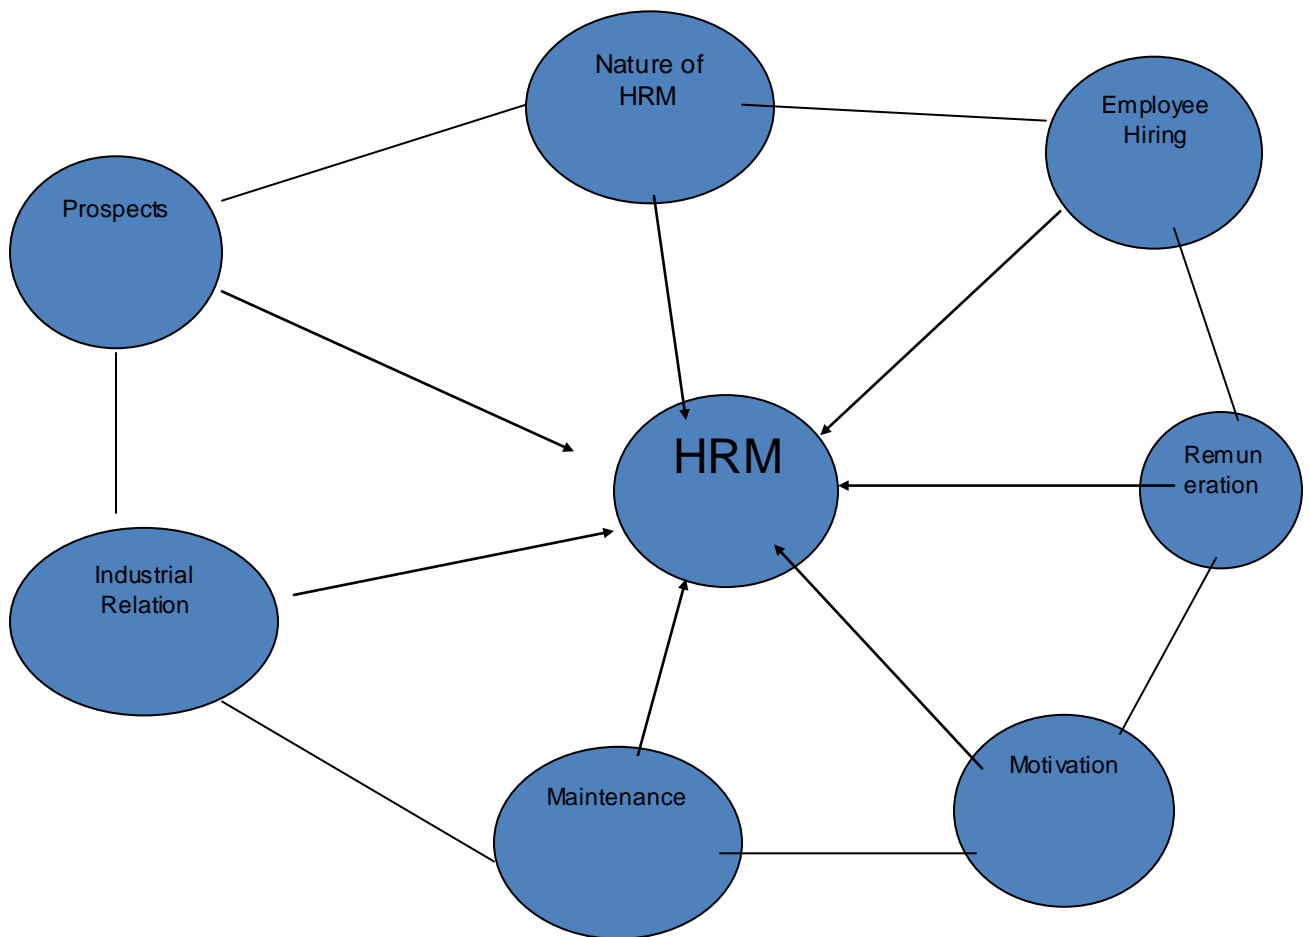 Nature of
HRM
Employee
Hiring
Prospects
HRM
Remun
eration
Industrial
Relation
Motivation
Maintenance